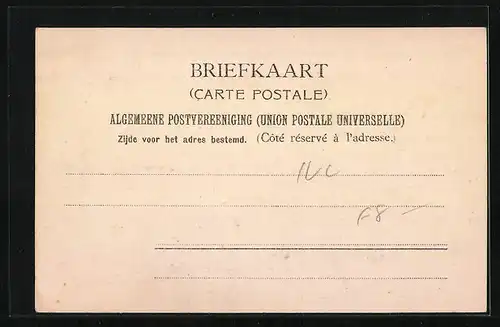 BRIEFKAART
(CARTE POSTALE)
ALGEMEENE POSTVEREENIGING (UNION POSTALE UNIVERSELLE)
Zijde voor het adres bestemd. (Côté réservé à l'adresse.)